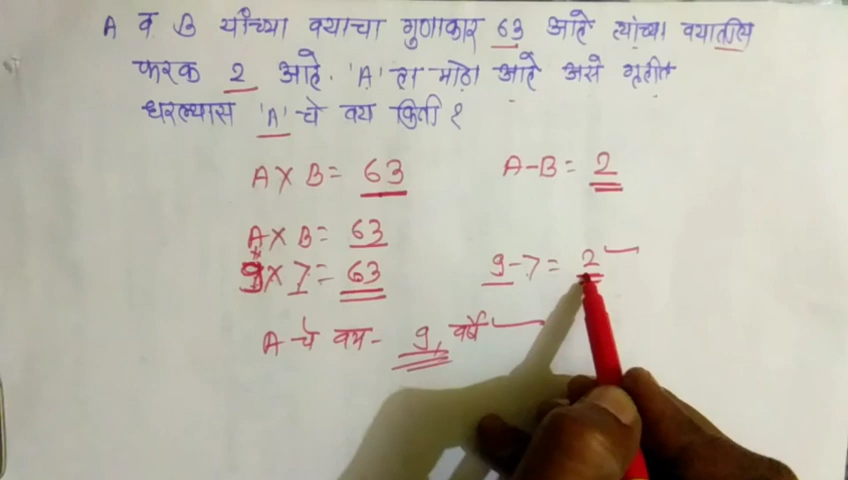 A व B यांच्या वयाचा गुणाकार 63 आहे त्यांच्या वयातील
फरक 2 आहे. 'A' हा मोठा आहे असे गृहीत
धरल्यास 'A' चे वय किती?
A X B = 63 A-B = 2
A X B = 63
9 X 7 = 63 9-7 = 2
A चे वय - 9, वर्षे